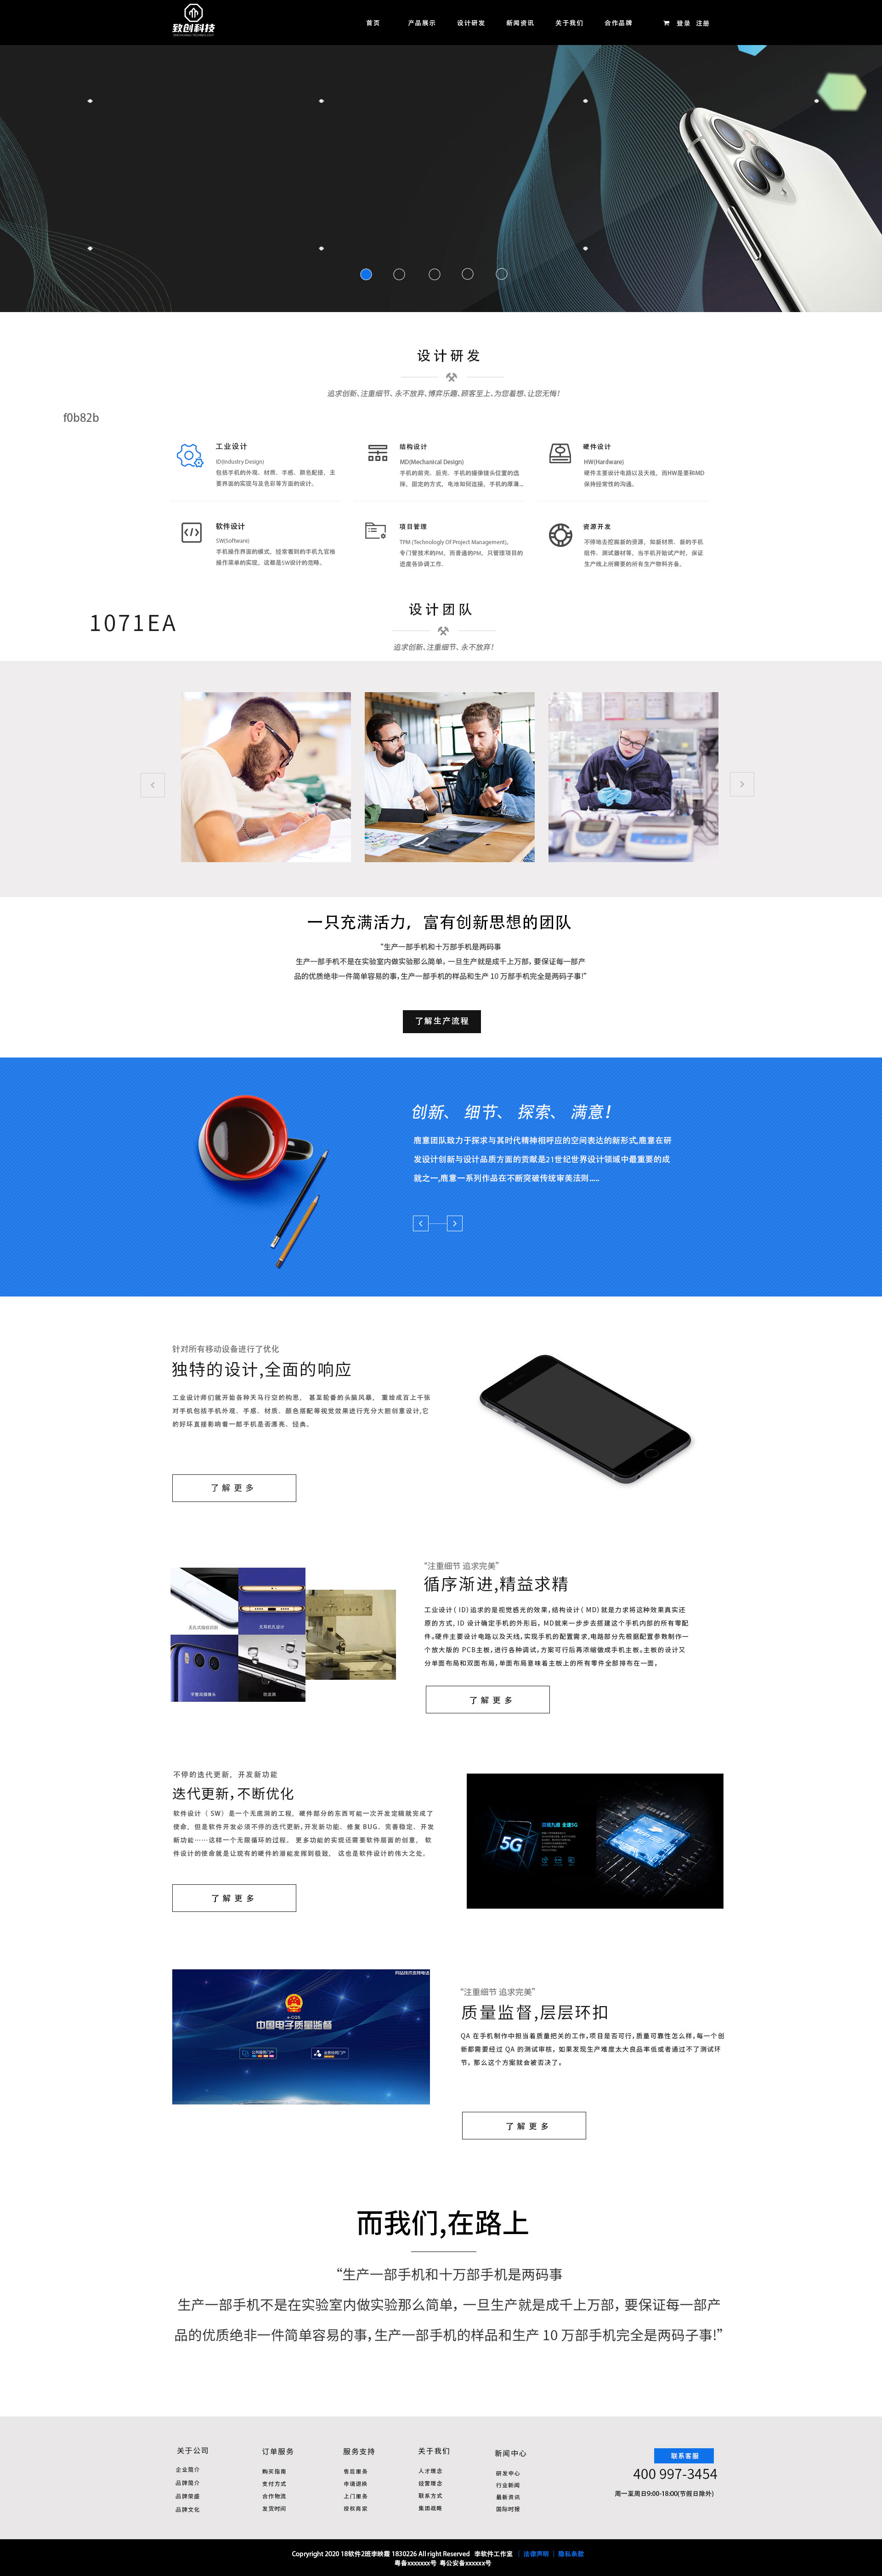 致创科技
首页 产品展示 设计研发 新闻资讯 关于我们 合作品牌 登录 注册
设计研发
追求创新、注重细节、永不放弃、博弈乐趣、顾客至上、为您着想、让您无悔！
f0b82b
工业设计
ID(Industry Design)
包括手机的外观、材质、手感、颜色配搭，主
要界面的实现与及色彩等方面的设计。
结构设计
MD(Mechanical Design)
手机的前壳、后壳、手机的摄像镜头位置的选
择，固定的方式，电池如何连接，手机的厚薄...
硬件设计
HW(Hardware)
硬件主要设计电路以及天线，而HW是要和MD
保持经常性的沟通。
软件设计
SW(Software)
手机操作界面的模式，经常看到的手机九宫格
操作菜单的实现，这都是SW设计的范畴。
项目管理
TPM (Technologly Of Project Management)。
专门管技术的PM，而普通的PM，只管理项目的
进度各协调工作.
资源开发
不停地去挖掘新的资源，如新材质、新的手机
组件、测试器材等，当手机开始试产时，保证
生产线上所需要的所有生产物料齐备。
1071EA
设计团队
追求创新、注重细节、永不放弃！
一只充满活力，富有创新思想的团队
“生产一部手机和十万部手机是两码事
生产一部手机不是在实验室内做实验那么简单，一旦生产就是成千上万部，要保证每一部产
品的优质绝非一件简单容易的事，生产一部手机的样品和生产 10 万部手机完全是两码子事!”
了解生产流程
创新、 细节、 探索、 满意！
鹿意团队致力于探求与其时代精神相呼应的空间表达的新形式,鹿意在研
发设计创新与设计品质方面的贡献是21世纪世界设计领域中最重要的成
就之一,鹿意一系列作品在不断突破传统审美法则.....
针对所有移动设备进行了优化
独特的设计,全面的响应
工业设计师们就开始各种天马行空的构思， 甚至轮番的头脑风暴， 重绘成百上千张
对手机包括手机外观、手感、材质、颜色搭配等视觉效果进行充分大胆创意设计,它
的好坏直接影响着一部手机是否漂亮、经典。
了解更多
“注重细节 追求完美”
循序渐进,精益求精
工业设计( ID)追求的是视觉感光的效果,结构设计( MD)就是力求将这种效果真实还
原的方式, ID 设计确定手机的外形后， MD就来一步步去搭建这个手机内部的所有零配
件,硬件主要设计电路以及天线,实现手机的配置需求,电路部分先根据配置参数制作一
个放大版的 PCB主板,进行各种调试,方案可行后再浓缩做成手机主板。主板的设计又
分单面布局和双面布局,单面布局意味着主板上的所有零件全部排布在一面。
了解更多
不停的迭代更新，开发新功能
迭代更新，不断优化
软件设计（ SW）是一个无底洞的工程，硬件部分的东西可能一次开发定稿就完成了
使命，但是软件开发必须不停的迭代更新,开发新功能、修复 BUG、完善稳定、开发
新功能······这样一个无限循环的过程。 更多功能的实现还需要软件层面的创意， 软
件设计的使命就是让现有的硬件的潜能发挥到极致， 这也是软件设计的伟大之处。
了解更多
5G
双模九频 全速5G
e-CQS
中国电子质量监督
“注重细节 追求完美”
质量监督,层层环扣
QA 在手机制作中担当着质量把关的工作,项目是否可行,质量可靠性怎么样,每一个创
新都需要经过 QA 的测试审核， 如果发现生产难度太大良品率低或者通过不了测试环
节，那么这个方案就会被否决了。
了解更多
而我们,在路上
“生产一部手机和十万部手机是两码事
生产一部手机不是在实验室内做实验那么简单，一旦生产就是成千上万部，要保证每一部产
品的优质绝非一件简单容易的事，生产一部手机的样品和生产 10 万部手机完全是两码子事!”
关于公司
企业简介
品牌简介
品牌荣盛
品牌文化
订单服务
购买指南
支付方式
合作物流
发货时间
服务支持
售后服务
申请退换
上门服务
授权商家
关于我们
人才理念
经营理念
联系方式
集团战略
新闻中心
研发中心
行业新闻
最新资讯
国际时报
联系客服
400 997-3454
周一至周日9:00-18:00(节假日除外)
Copryright 2020 18软件2班李映霞 1830226 All right Reserved 李软件工作室 | 法律声明 | 隐私条款
粤备xxxxxxx号 粤公安备xxxxxx号